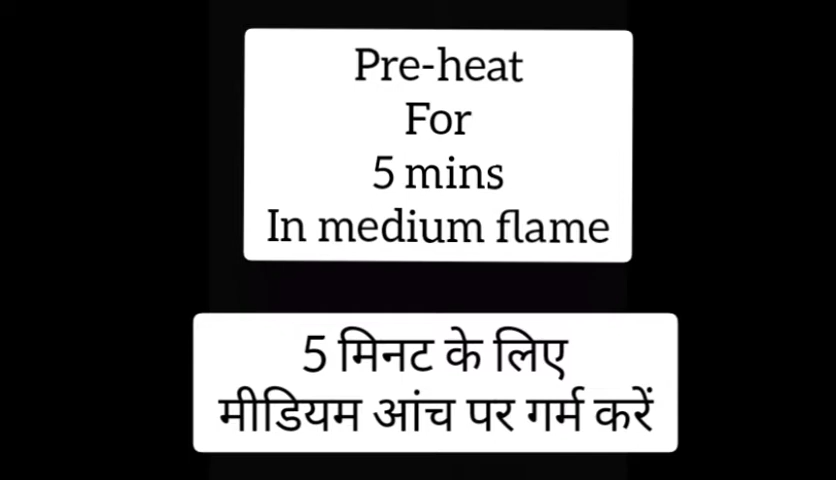 Pre-heat
For
5 mins
In medium flame
5 मिनट के लिए
मीडियम आंच पर गर्म करें